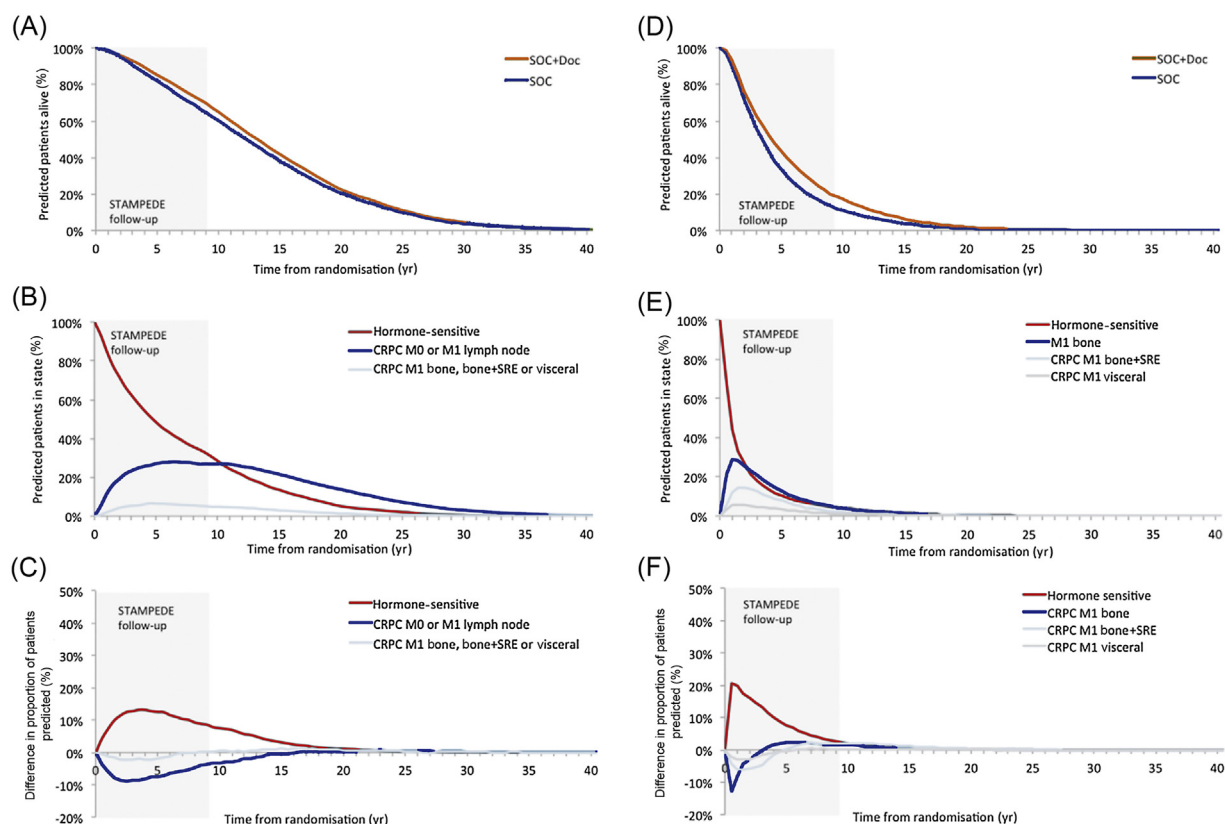 (A)
100%
80%
60%
40%
20%
0%
Predicted patients alive (%)
SOC+Doc
SOC
STAMPEDE
follow-up
0 5 10 15 20 25 30 35 40
Time from randomisation (yr)
(D)
100%
80%
60%
40%
20%
0%
Predicted patients alive (%)
SOC+Doc
SOC
STAMPEDE
follow-up
0 5 10 15 20 25 30 35 40
Time from randomisation (yr)
(B)
100%
80%
60%
40%
20%
0%
Predicted patients in state (%)
STAMPEDE
follow-up
Hormone-sensitive
CRPC M0 or M1 lymph node
CRPC M1 bone, bone+SRE or visceral
0 5 10 15 20 25 30 35 40
Time from randomisation (yr)
(E)
100%
80%
60%
40%
20%
0%
Predicted patients in state (%)
STAMPEDE
follow-up
Hormone-sensitive
M1 bone
CRPC M1 bone+SRE
CRPC M1 visceral
0 5 10 15 20 25 30 35 40
Time from randomisation (yr)
(C)
50%
40%
30%
20%
10%
0%
-10%
-20%
Difference in proportion of patients
predicted (%)
STAMPEDE
follow-up
Hormone-sensitive
CRPC M0 or M1 lymph node
CRPC M1 bone, bone+SRE or visceral
0 5 10 15 20 25 30 35 40
Time from randomisation (yr)
(F)
50%
40%
30%
20%
10%
0%
-10%
-20%
Difference in proportion of patients
predicted (%)
STAMPEDE
follow-up
Hormone sensitive
CRPC M1 bone
CRPC M1 bone+SRE
CRPC M1 visceral
0 5 10 15 20 25 30 35 40
Time from randomisation (yr)